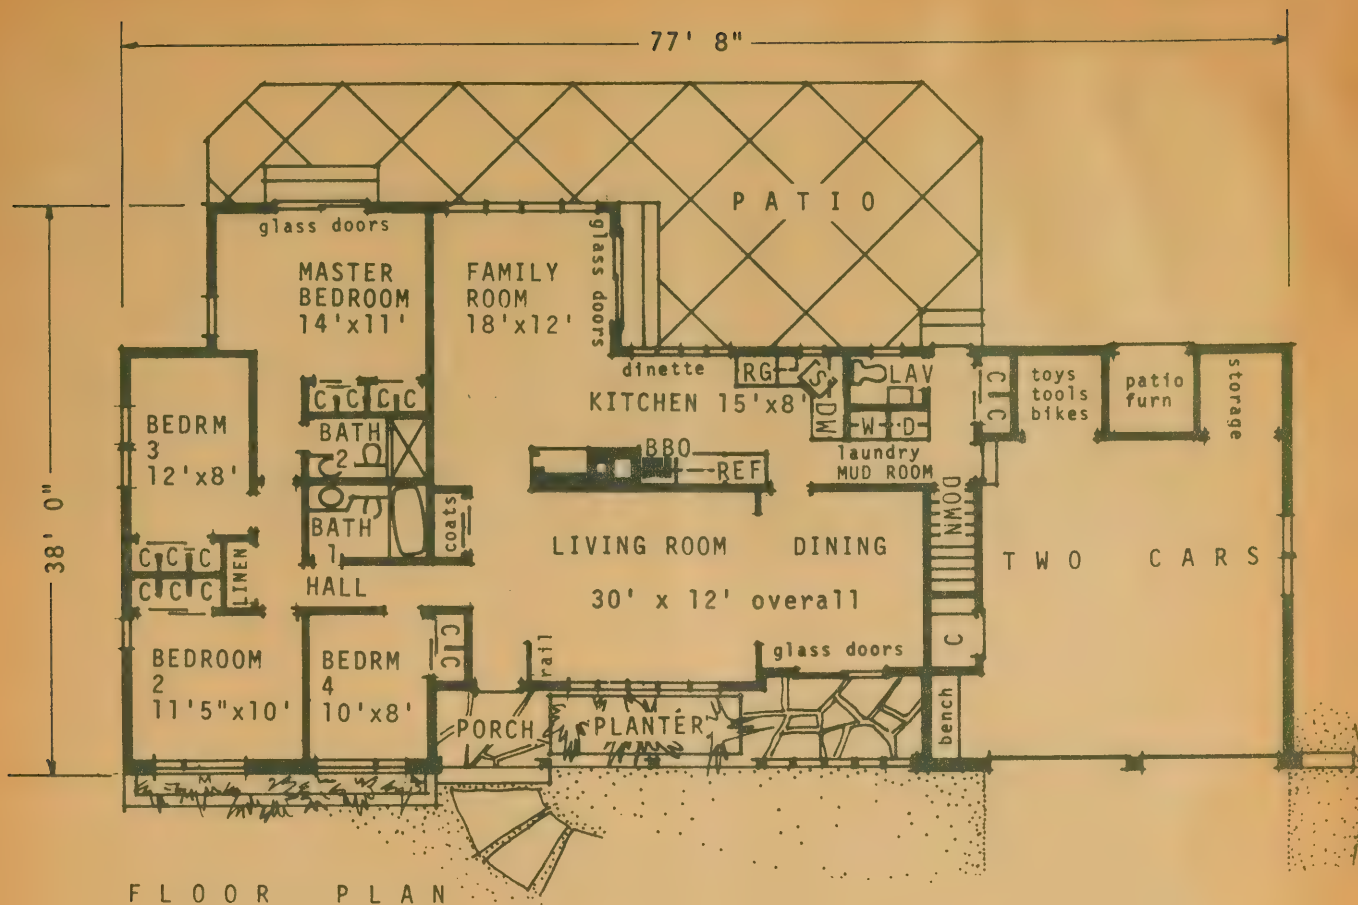 77' 8"
PATIO
glass doors
glass doors
MASTER
BEDROOM
14'x11'
FAMILY
ROOM
18'x12'
dinette
RG
S
DW
LAV
W
D
C
C
toys
tools
bikes
patio
furn
storage
KITCHEN 15'x8'
C C C C
BEDRM
3
12'x8'
BATH
2
BBQ
REF
laundry
MUD ROOM
DOWN
38' 0"
BATH
1
coats
LIVING ROOM
DINING
TWO CARS
C C C
C C C
LINEN
HALL
30' x 12' overall
BEDROOM
2
11'5"x10'
BEDRM
4
10'x8'
C
C
rail
glass doors
C
PORCH
PLANTER
bench
FLOOR PLAN